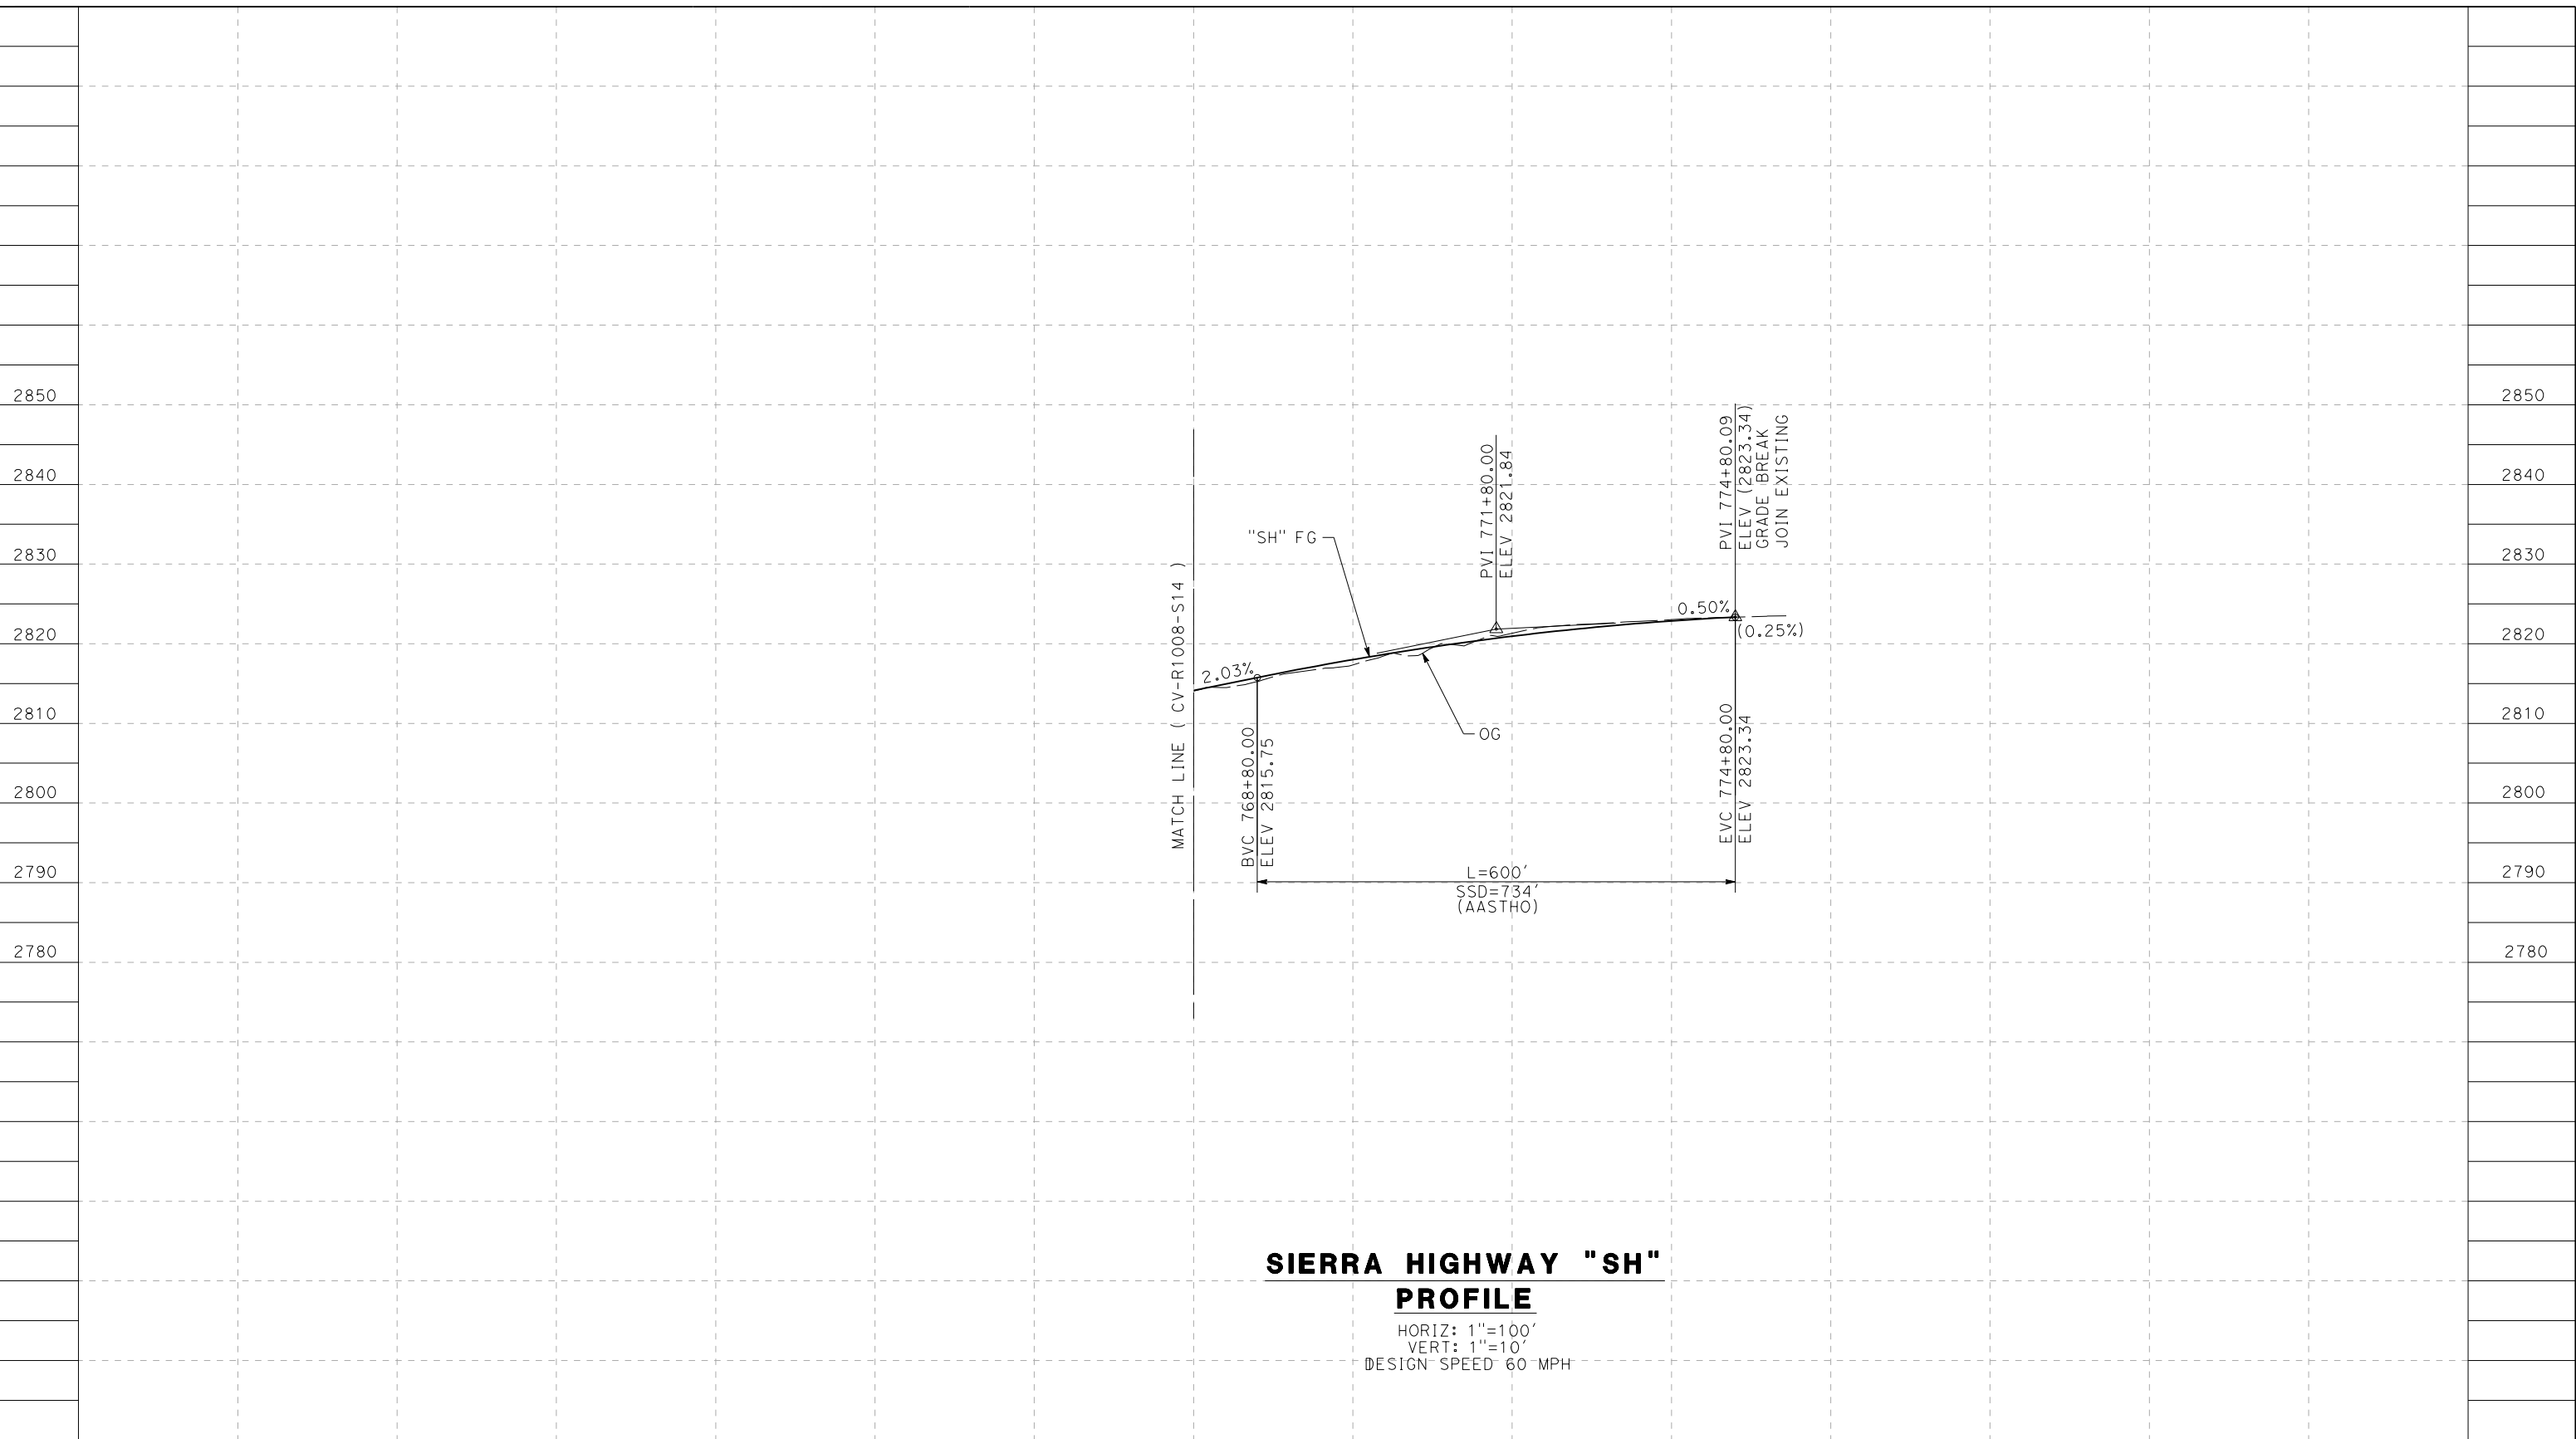 2850
2840
2830
2820
2810
2800
2790
2780
MATCH LINE ( CV-R1008-S14 )
2.03%
"SH" FG
BVC 768+80.00
ELEV 2815.75
OG
PVI 771+80.00
ELEV 2821.84
PVI 774+80.09
ELEV (2823.34)
GRADE BREAK
JOIN EXISTING
0.50%
(0.25%)
EVC 774+80.00
ELEV 2823.34
L=600'
SSD=734'
(AASTHO)
2850
2840
2830
2820
2810
2800
2790
2780
SIERRA HIGHWAY "SH"
PROFILE
HORIZ: 1"=100'
VERT: 1"=10'
DESIGN SPEED 60 MPH